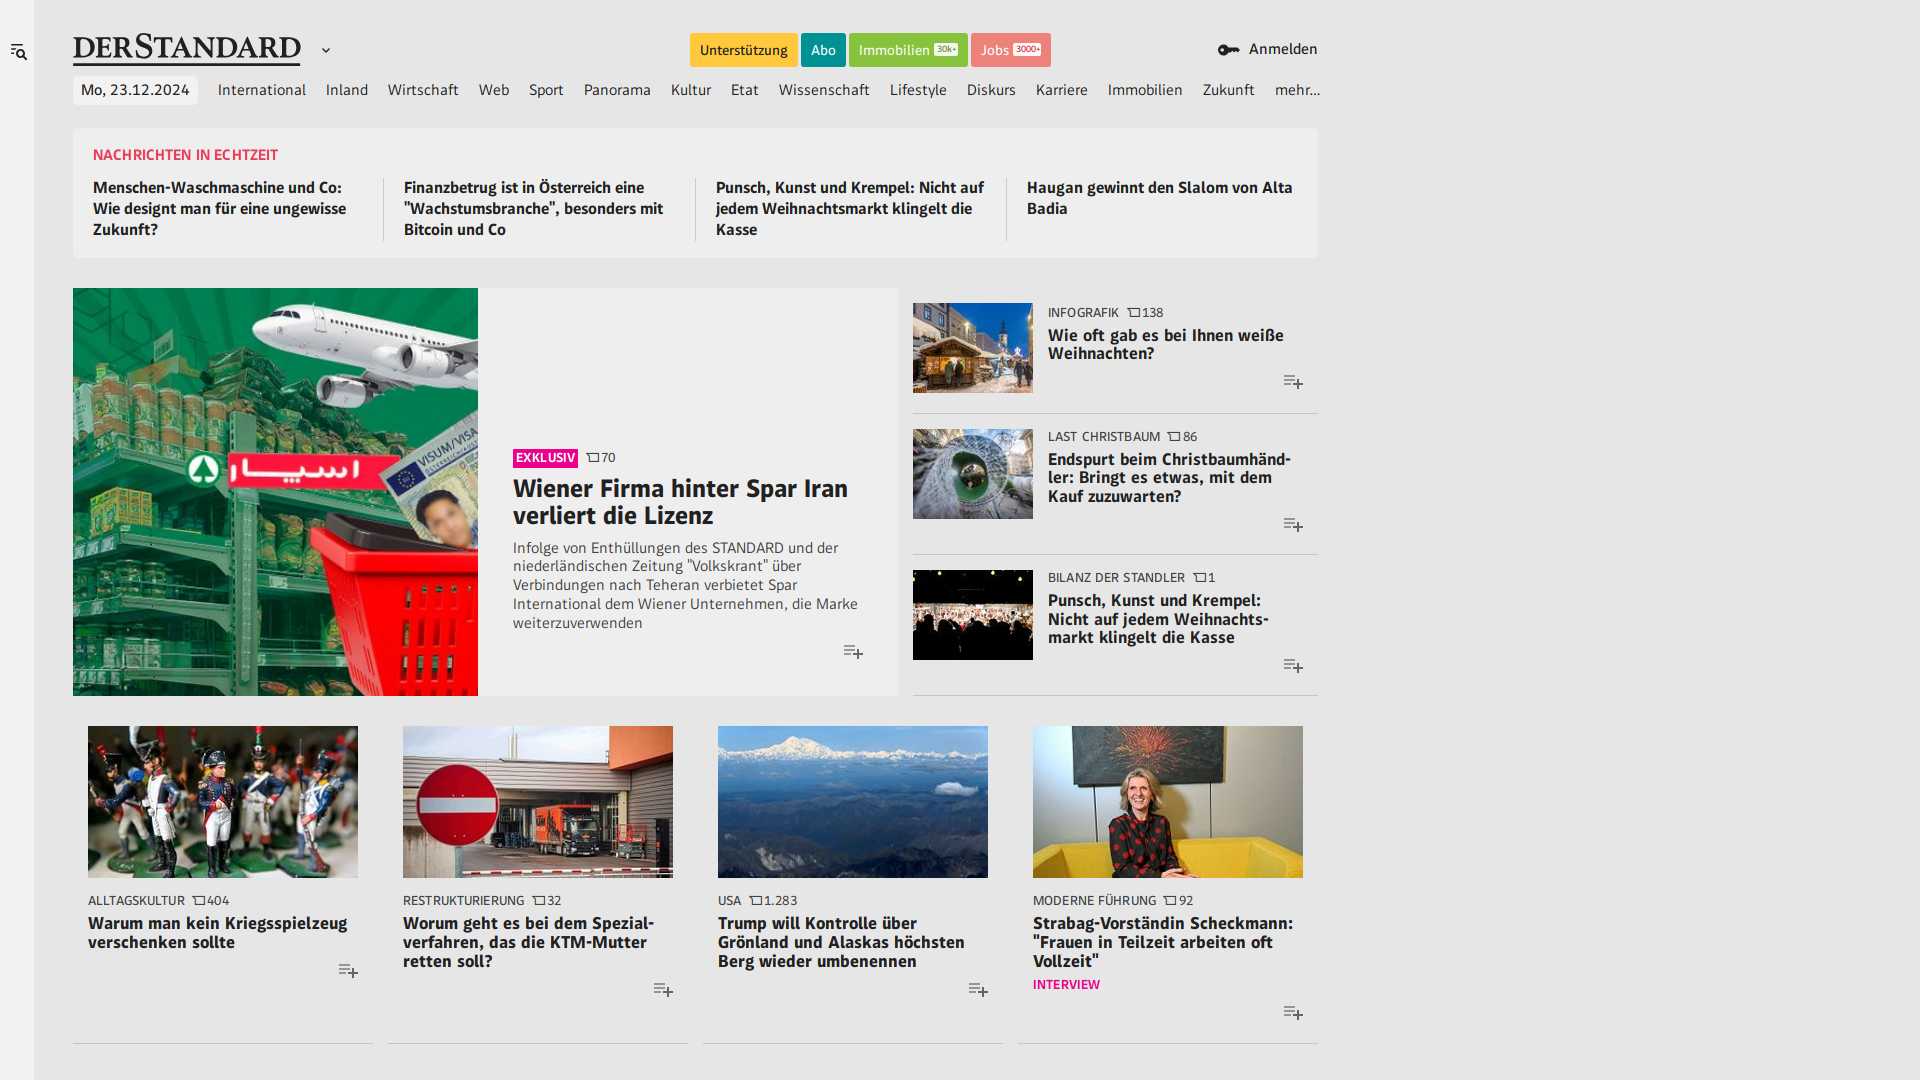 DERSTANDARD
Unterstützung
Abo
Immobilien 30k+
Jobs 3000+
Anmelden
Mo, 23.12.2024
International
Inland
Wirtschaft
Web
Sport
Panorama
Kultur
Etat
Wissenschaft
Lifestyle
Diskurs
Karriere
Immobilien
Zukunft
mehr...
NACHRICHTEN IN ECHTZEIT
Menschen-Waschmaschine und Co:
Wie designt man für eine ungewisse
Zukunft?
Finanzbetrug ist in Österreich eine
"Wachstumsbranche", besonders mit
Bitcoin und Co
Punsch, Kunst und Krempel: Nicht auf
jedem Weihnachtsmarkt klingelt die
Kasse
Haugan gewinnt den Slalom von Alta
Badia
اسپار
VISUM/VISA
EXKLUSIV 70
Wiener Firma hinter Spar Iran
verliert die Lizenz
Infolge von Enthüllungen des STANDARD und der
niederländischen Zeitung "Volkskrant" über
Verbindungen nach Teheran verbietet Spar
International dem Wiener Unternehmen, die Marke
weiterzuverwenden
INFOGRAFIK 138
Wie oft gab es bei Ihnen weiße
Weihnachten?
LAST CHRISTBAUM 86
Endspurt beim Christbaumhänd-
ler: Bringt es etwas, mit dem
Kauf zuzuwarten?
BILANZ DER STANDLER 1
Punsch, Kunst und Krempel:
Nicht auf jedem Weihnachts-
markt klingelt die Kasse
ALLTAGSKULTUR 404
Warum man kein Kriegsspielzeug
verschenken sollte
RESTRUKTURIERUNG 32
Worum geht es bei dem Spezial-
verfahren, das die KTM-Mutter
retten soll?
USA 1.283
Trump will Kontrolle über
Grönland und Alaskas höchsten
Berg wieder umbenennen
MODERNE FÜHRUNG 92
Strabag-Vorständin Scheckmann:
"Frauen in Teilzeit arbeiten oft
Vollzeit"
INTERVIEW